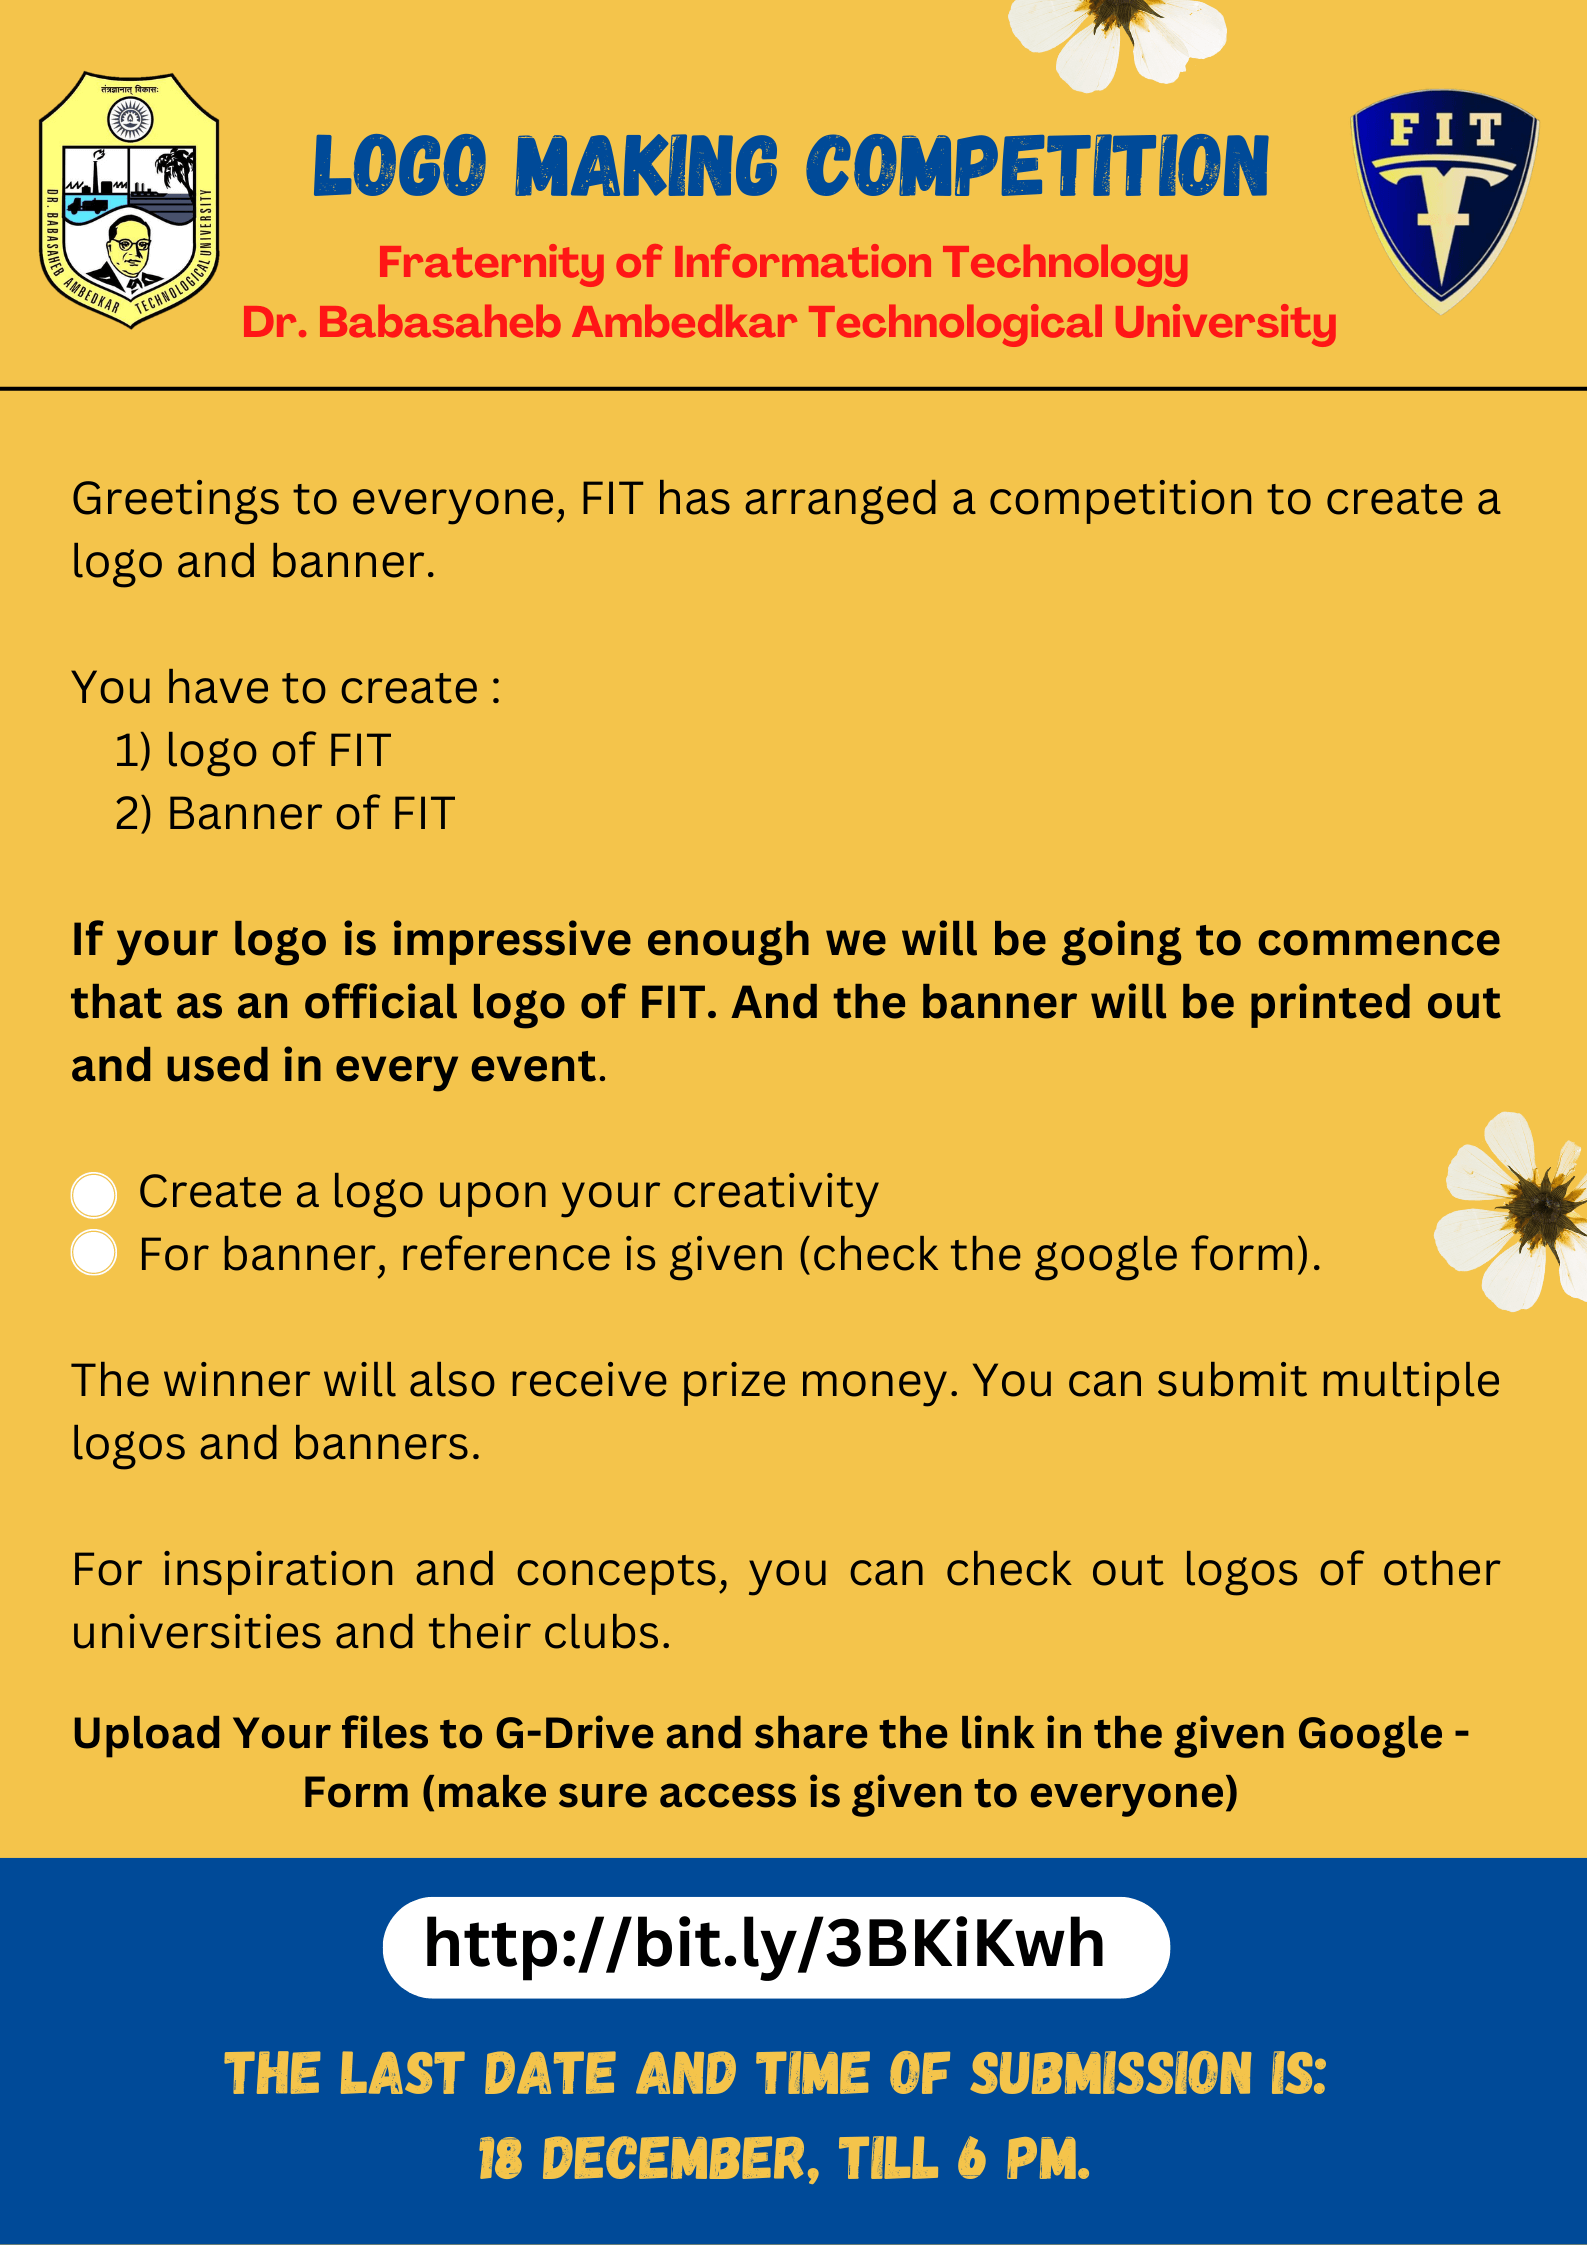 तंत्रज्ञानात् विकासः
DR. BABASAHEB AMBEDKAR TECHNOLOGICAL UNIVERSITY
LOGO MAKING COMPETITION
FIT
Fraternity of Information Technology
Dr. Babasaheb Ambedkar Technological University
Greetings to everyone, FIT has arranged a competition to create a
logo and banner.
You have to create :
1) logo of FIT
2) Banner of FIT
If your logo is impressive enough we will be going to commence
that as an official logo of FIT. And the banner will be printed out
and used in every event.
Create a logo upon your creativity
For banner, reference is given (check the google form).
The winner will also receive prize money. You can submit multiple
logos and banners.
For inspiration and concepts, you can check out logos of other
universities and their clubs.
Upload Your files to G-Drive and share the link in the given Google -
Form (make sure access is given to everyone)
http://bit.ly/3BKiKwh
THE LAST DATE AND TIME OF SUBMISSION IS:
18 DECEMBER, TILL 6 PM.